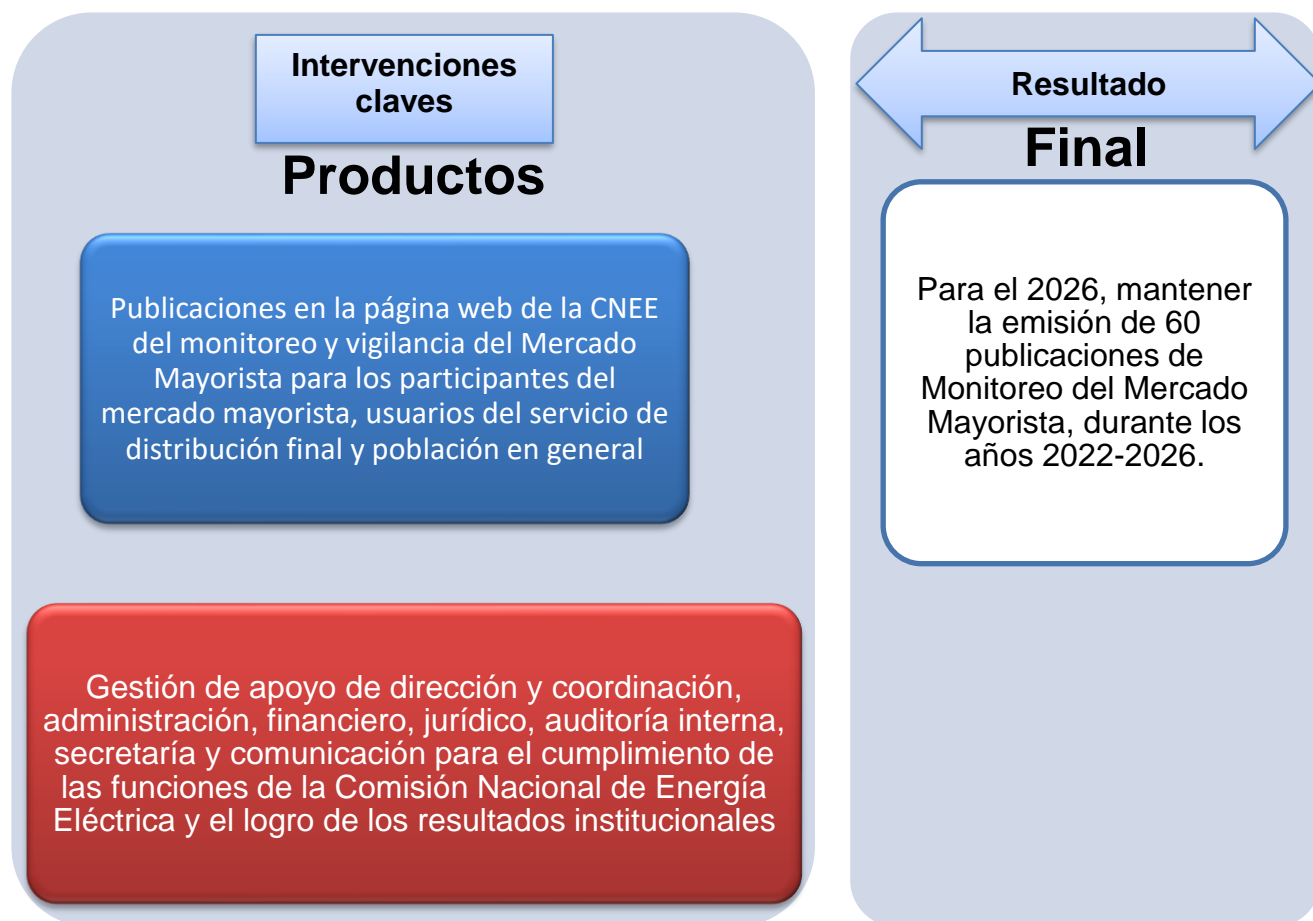 Intervenciones
claves
Productos
Publicaciones en la página web de la CNEE
del monitoreo y vigilancia del Mercado
Mayorista para los participantes del
mercado mayorista, usuarios del servicio de
distribución final y población en general
Gestión de apoyo de dirección y coordinación,
administración, financiero, jurídico, auditoría interna,
secretaría y comunicación para el cumplimiento de
las funciones de la Comisión Nacional de Energía
Eléctrica y el logro de los resultados institucionales
Resultado
Final
Para el 2026, mantener
la emisión de 60
publicaciones de
Monitoreo del Mercado
Mayorista, durante los
años 2022-2026.